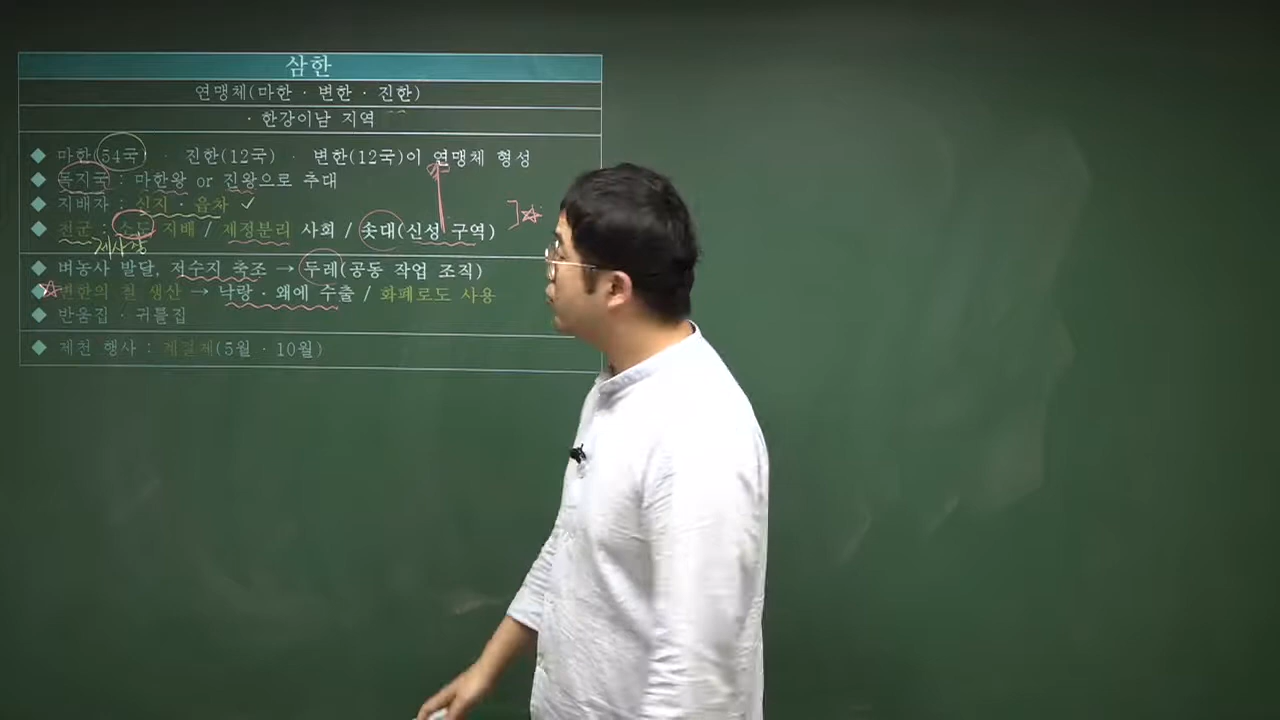 삼한
연맹체(마한 · 변한 · 진한)
· 한강이남 지역
◆ 마한(54국) · 진한(12국) · 변한(12국)이 연맹체 형성
◆ 목지국 : 마한왕 or 진왕으로 추대
◆ 지배자 : 신지 · 읍차 ✓
◆ 천군 : 소도 지배 / 제정분리 사회 / 솟대(신성 구역) ]☆
제사장
◆ 벼농사 발달, 저수지 축조 → 두레(공동 작업 조직)
☆ 변한의 철 생산 → 낙랑 · 왜에 수출 / 화폐로도 사용
◆ 반움집 · 귀틀집
◆ 제천 행사 : 계절제(5월 · 10월)